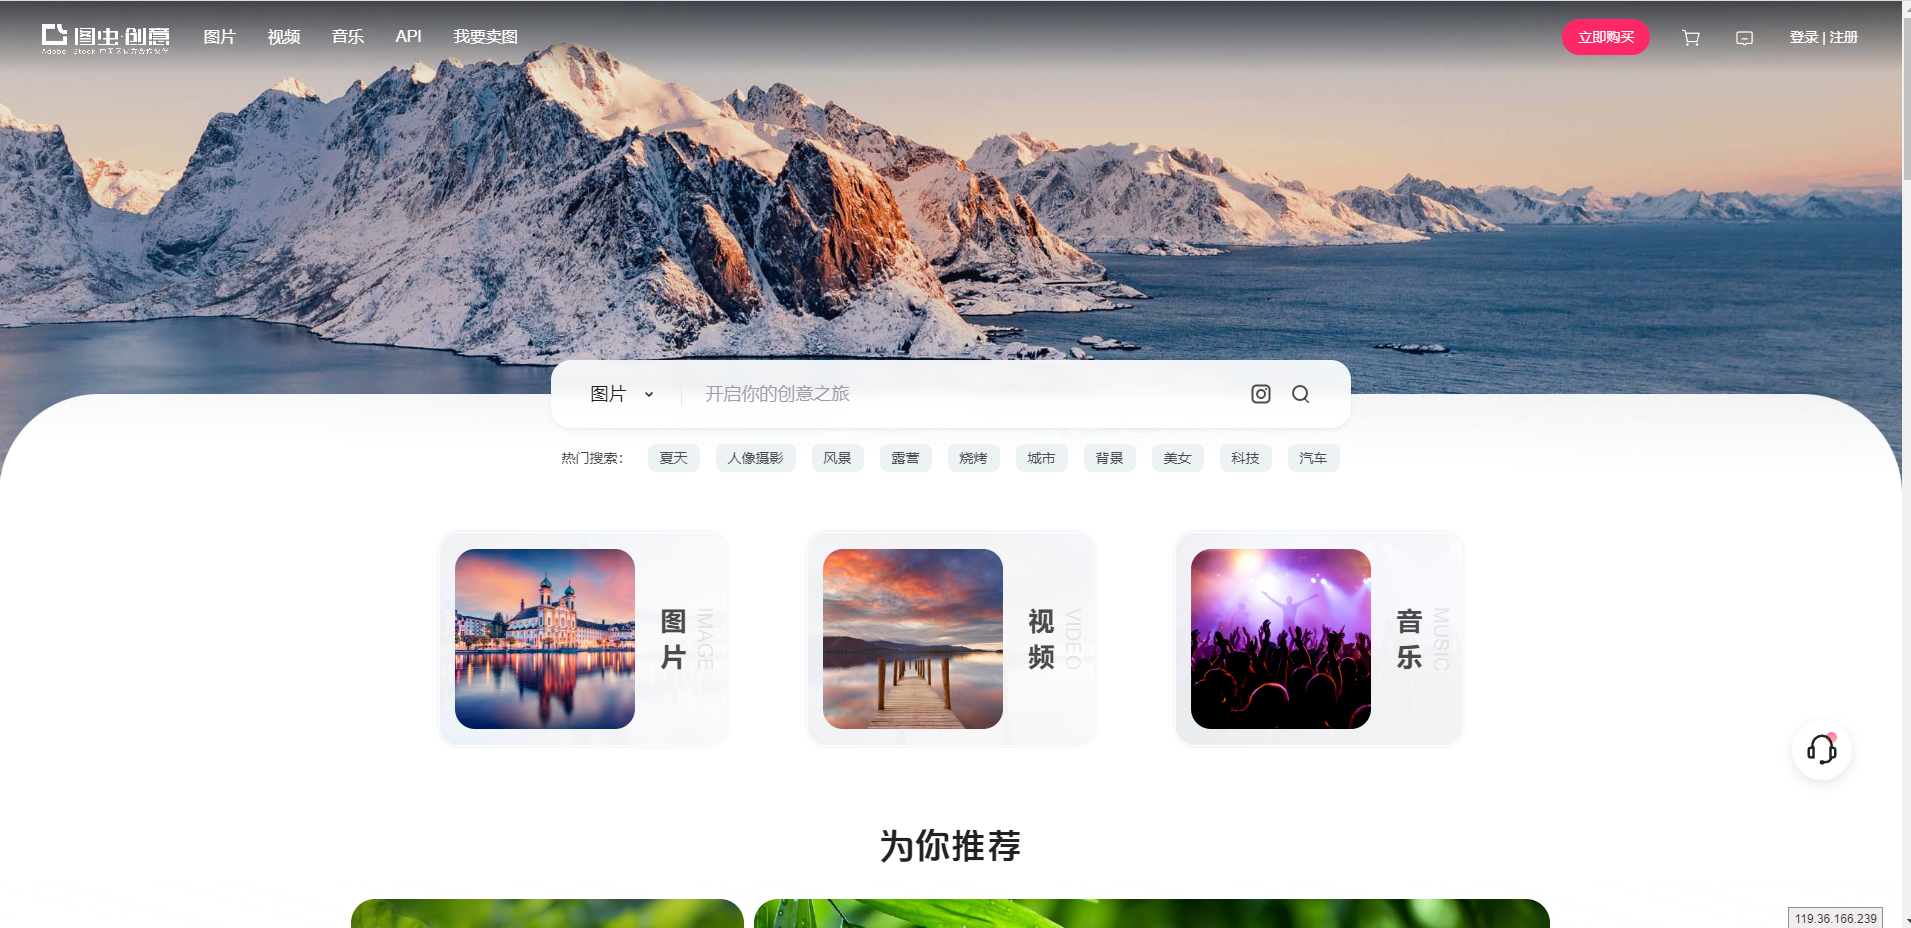 图虫·创意
图片 视频 音乐 API 我要卖图
立即购买
登录 | 注册
图片 开启你的创意之旅
热门搜索： 夏天 人像摄影 风景 露营 烧烤 城市 背景 美女 科技 汽车
图片
IMAGE
视频
VIDEO
音乐
MUSIC
为你推荐
119.36.166.239